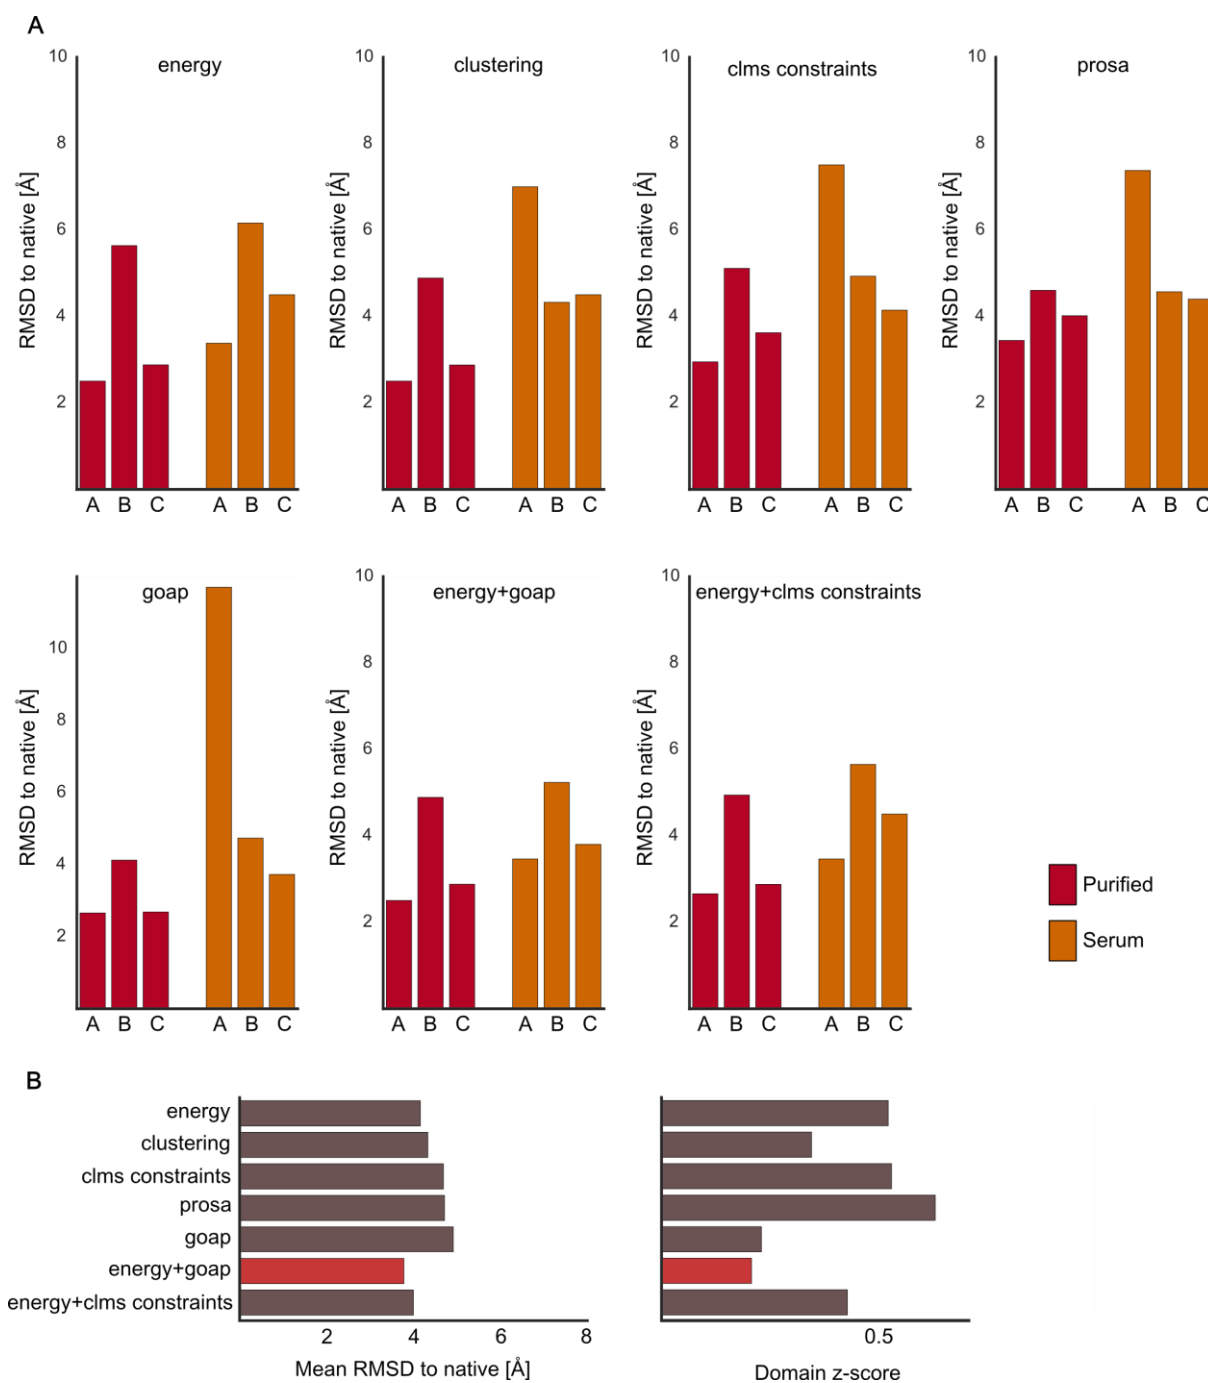 A
energy
clustering
clms constraints
prosa
RMSD to native [Å]
10
8
6
4
2
A B C A B C
RMSD to native [Å]
10
8
6
4
2
A B C A B C
RMSD to native [Å]
10
8
6
4
2
A B C A B C
RMSD to native [Å]
10
8
6
4
2
A B C A B C
goap
energy+goap
energy+clms constraints
RMSD to native [Å]
10
8
6
4
2
A B C A B C
RMSD to native [Å]
10
8
6
4
2
A B C A B C
RMSD to native [Å]
10
8
6
4
2
A B C A B C
Purified
Serum
B
energy
clustering
clms constraints
prosa
goap
energy+goap
energy+clms constraints
2 4 6 8
Mean RMSD to native [Å]
0.5
Domain z-score